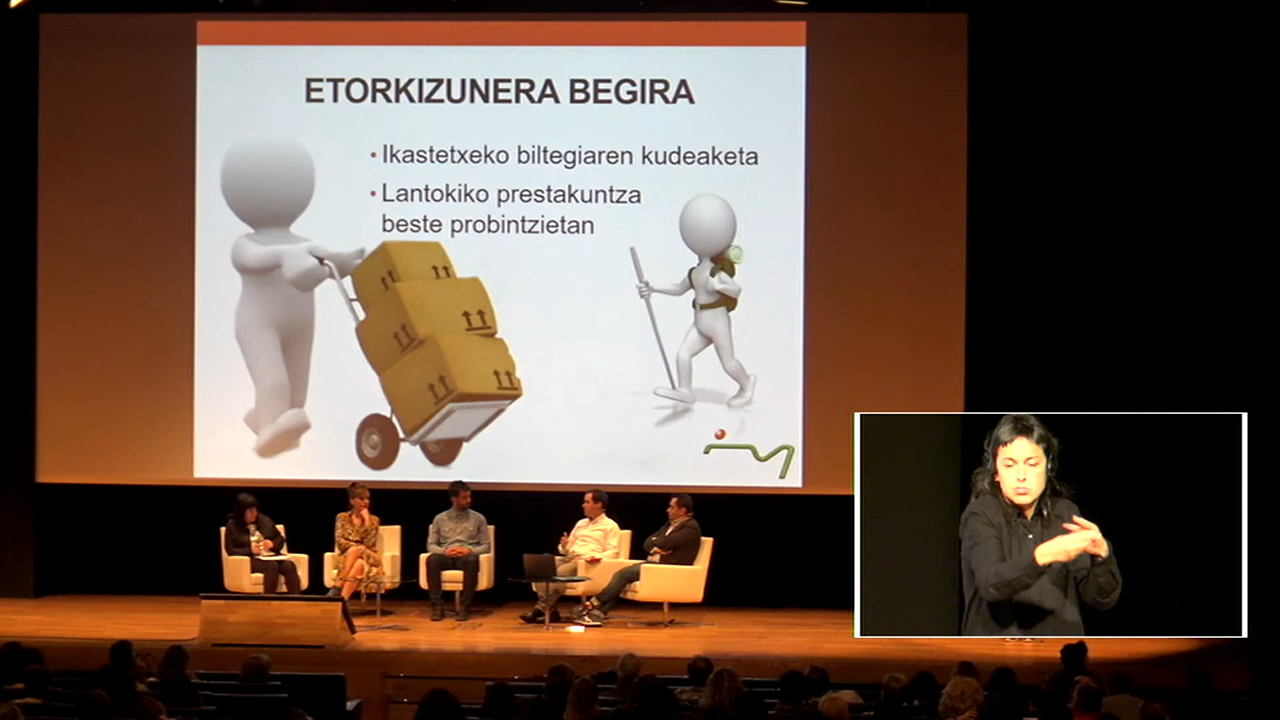 ETORKIZUNERA BEGIRA
• Ikastetxeko biltegiaren kudeaketa
• Lantokiko prestakuntza
beste probintzietan